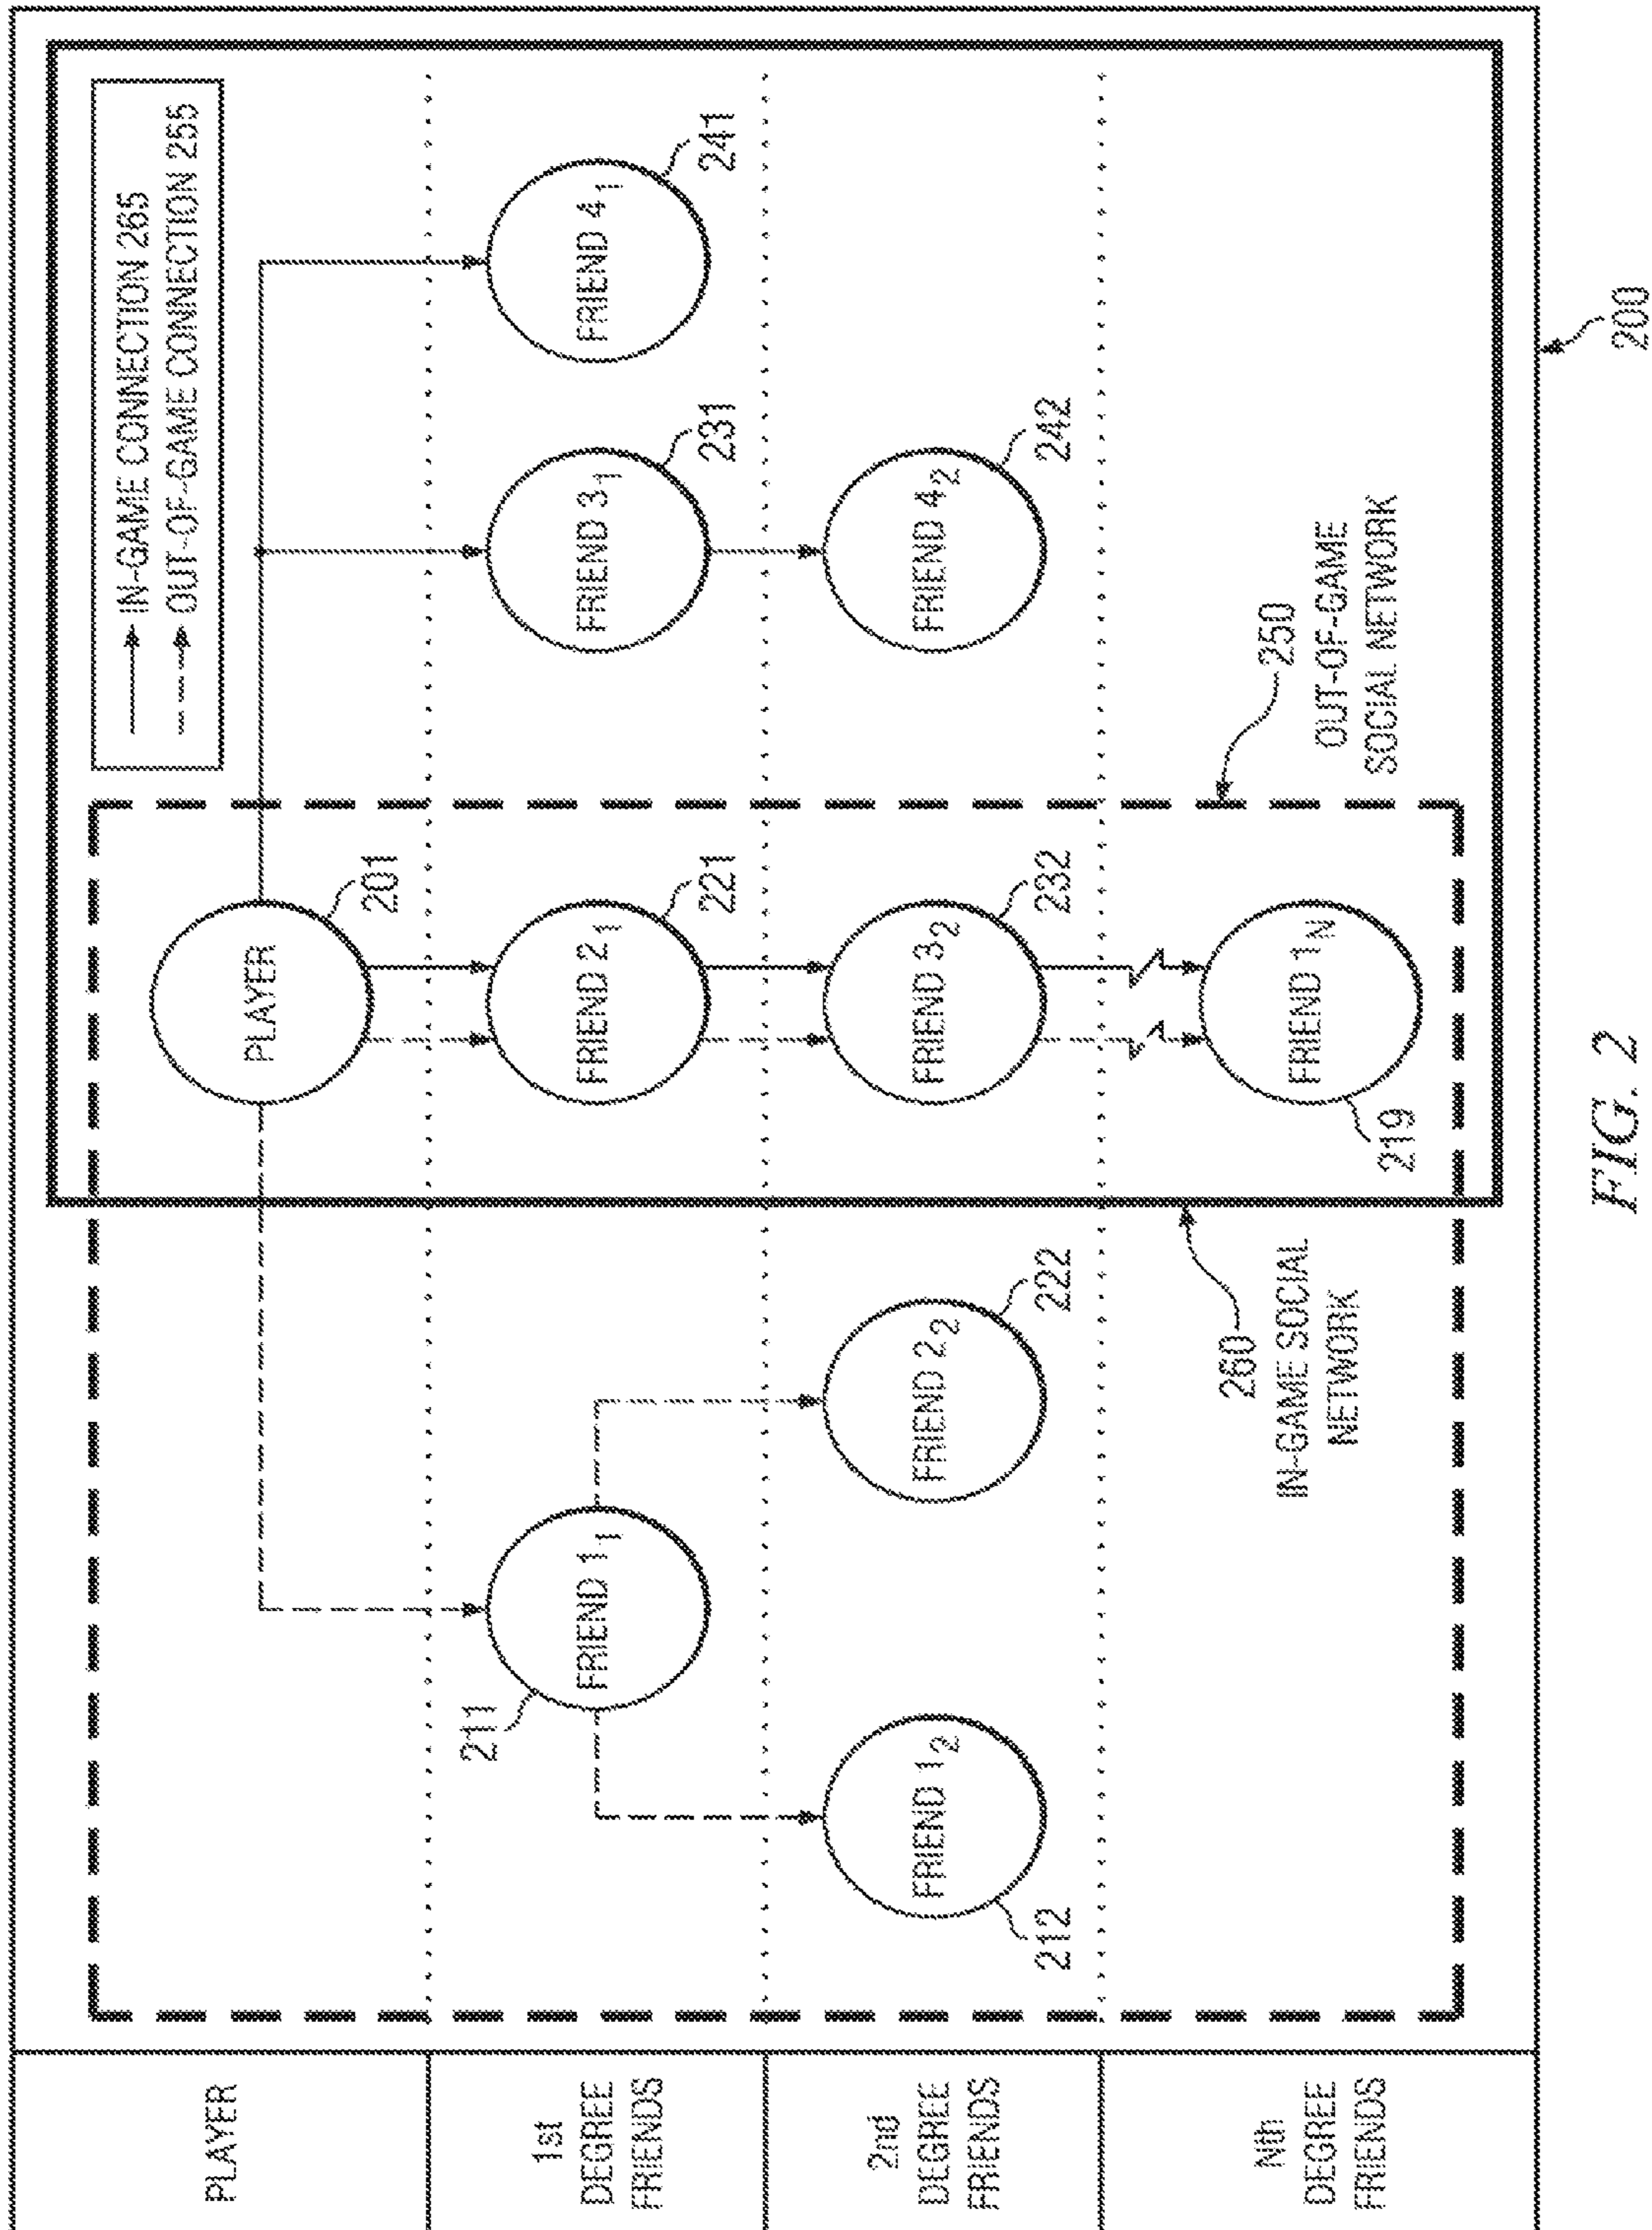 IN-GAME CONNECTION 265
OUT-OF-GAME CONNECTION 255
PLAYER
PLAYER
201
1st
DEGREE
FRIENDS
211
FRIEND 1₁
FRIEND 2₁
221
FRIEND 3₁
231
FRIEND 4₁
241
2nd
DEGREE
FRIENDS
212
FRIEND 1₂
FRIEND 2₂
222
FRIEND 3₂
232
FRIEND 4₂
242
Nth
DEGREE
FRIENDS
260
IN-GAME SOCIAL
NETWORK
219
FRIEND 1N
250
OUT-OF-GAME
SOCIAL NETWORK
200
FIG. 2